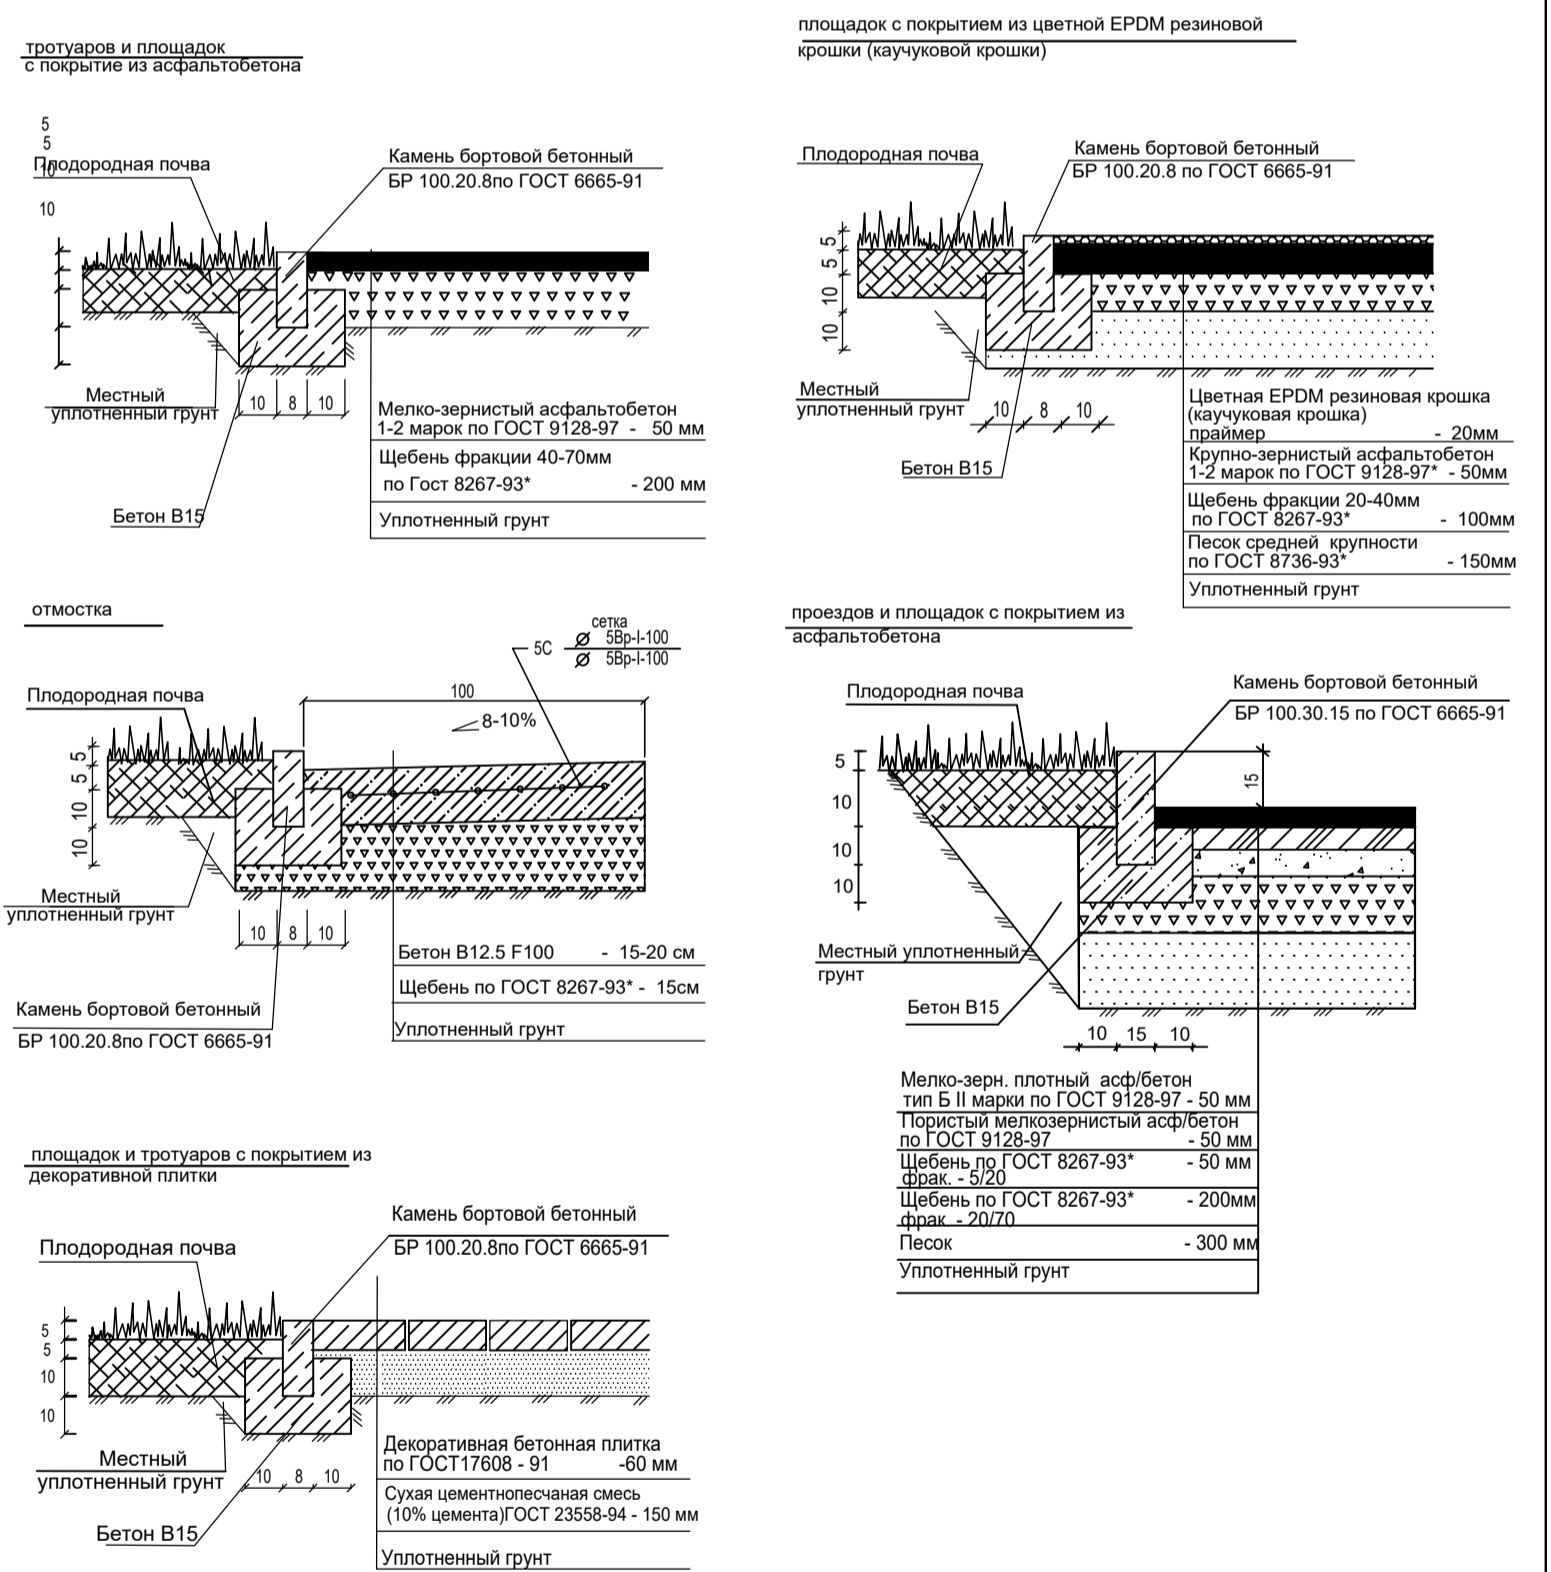 тротуаров и площадок
с покрытие из асфальтобетона
5
5
10
10
Плодородная почва
Камень бортовой бетонный
БР 100.20.8по ГОСТ 6665-91
Местный
уплотненный грунт
10 8 10
Бетон В15
Мелко-зернистый асфальтобетон
1-2 марок по ГОСТ 9128-97 - 50 мм
Щебень фракции 40-70мм
по Гост 8267-93* - 200 мм
Уплотненный грунт
площадок с покрытием из цветной EPDM резиновой
крошки (каучуковой крошки)
Плодородная почва
Камень бортовой бетонный
БР 100.20.8 по ГОСТ 6665-91
5
5
10
10
Местный
уплотненный грунт
10 8 10
Бетон В15
Цветная EPDM резиновая крошка
(каучуковая крошка)
праймер - 20мм
Крупно-зернистый асфальтобетон
1-2 марок по ГОСТ 9128-97* - 50мм
Щебень фракции 20-40мм
по ГОСТ 8267-93* - 100мм
Песок средней крупности
по ГОСТ 8736-93* - 150мм
Уплотненный грунт
отмостка
сетка
5С
∅ 5Вр-I-100
∅ 5Вр-I-100
Плодородная почва
100
8-10%
5
5
10
10
Местный
уплотненный грунт
10 8 10
Камень бортовой бетонный
БР 100.20.8по ГОСТ 6665-91
Бетон В12.5 F100 - 15-20 см
Щебень по ГОСТ 8267-93* - 15см
Уплотненный грунт
проездов и площадок с покрытием из
асфальтобетона
Плодородная почва
Камень бортовой бетонный
БР 100.30.15 по ГОСТ 6665-91
5
10
10
10
15
Местный уплотненный
грунт
Бетон В15
10 15 10
Мелко-зерн. плотный асф/бетон
тип Б II марки по ГОСТ 9128-97 - 50 мм
Пористый мелкозернистый асф/бетон
по ГОСТ 9128-97 - 50 мм
Щебень по ГОСТ 8267-93* - 50 мм
фрак. - 5/20
Щебень по ГОСТ 8267-93* - 200мм
фрак. - 20/70
Песок - 300 мм
Уплотненный грунт
площадок и тротуаров с покрытием из
декоративной плитки
Плодородная почва
Камень бортовой бетонный
БР 100.20.8по ГОСТ 6665-91
5
5
10
10
Местный
уплотненный грунт
10 8 10
Бетон В15
Декоративная бетонная плитка
по ГОСТ17608 - 91 -60 мм
Сухая цементнопесчаная смесь
(10% цемента)ГОСТ 23558-94 - 150 мм
Уплотненный грунт